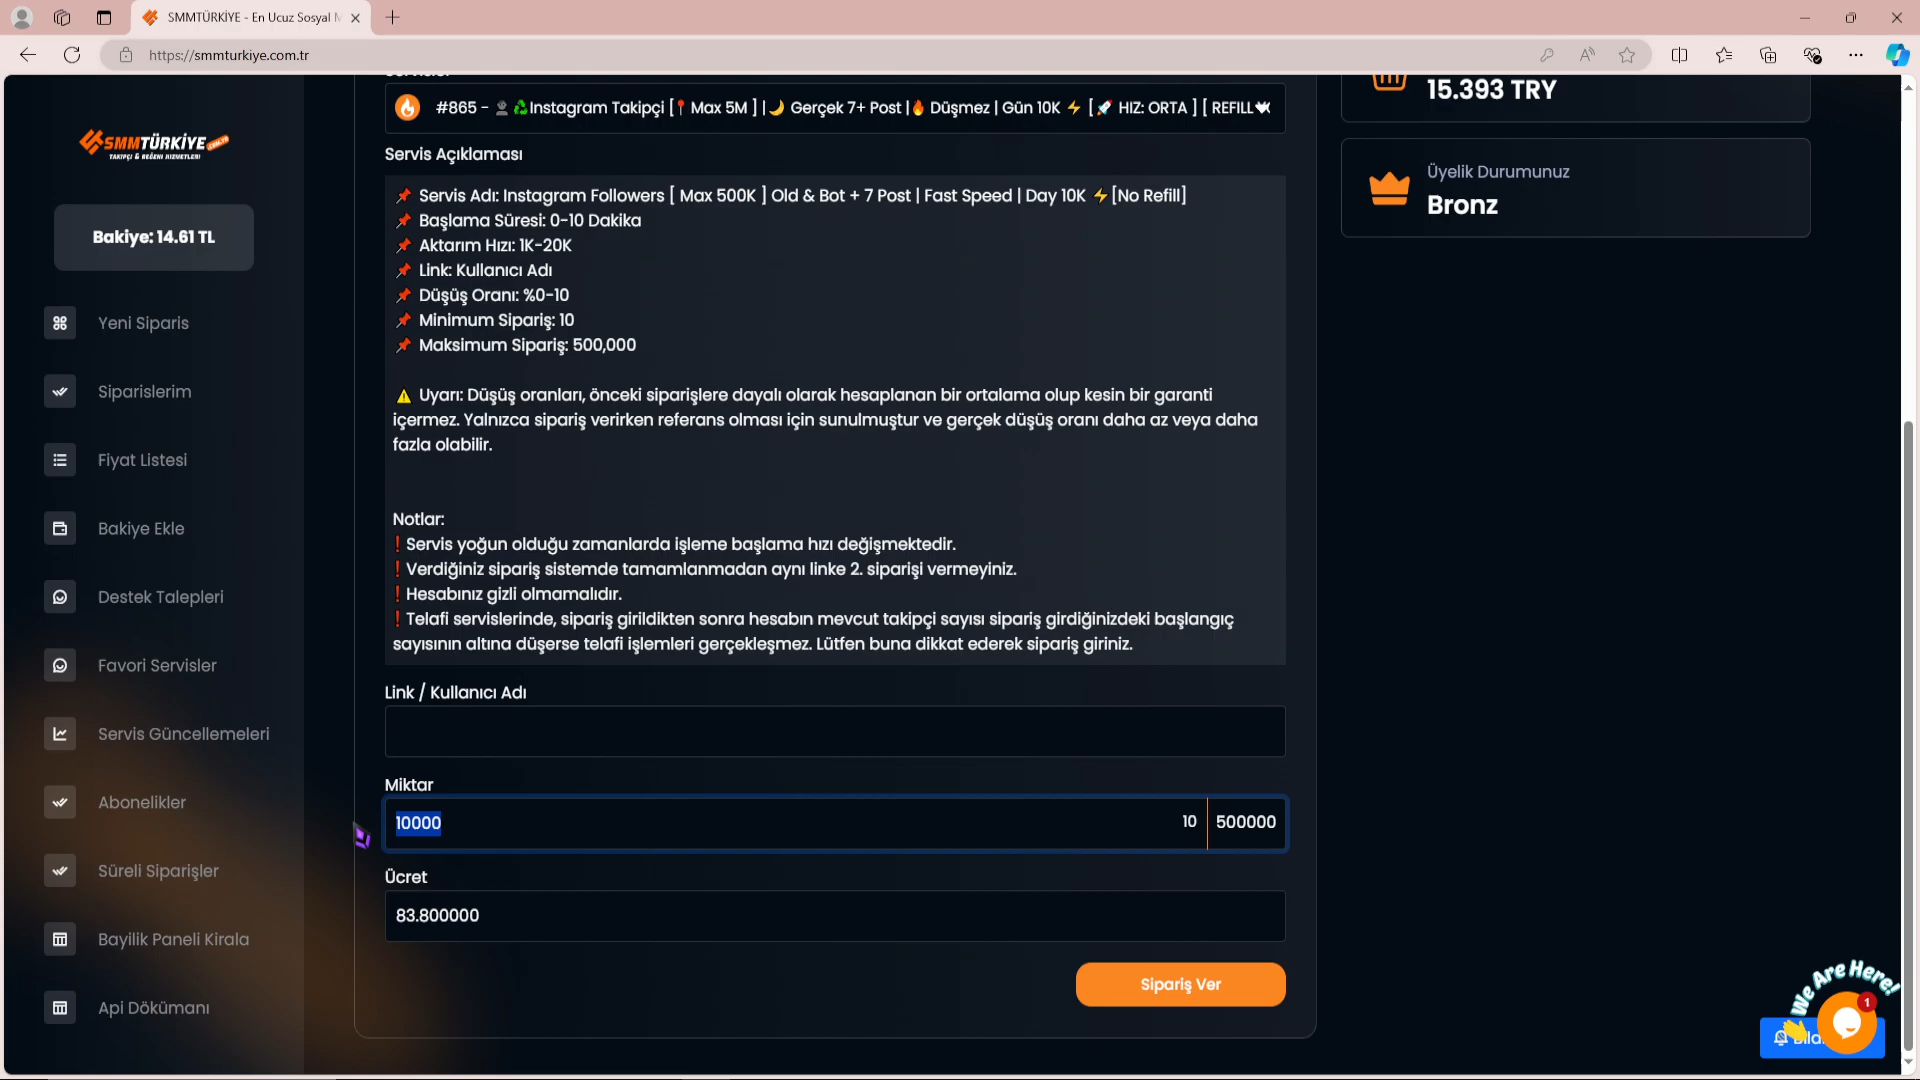 SMMTÜRKİYE - En Ucuz Sosyal M
https://smmturkiye.com.tr
SMMTÜRKİYE
TAKİPÇİ & BEĞENİ HİZMETLERİ
Bakiye: 14.61 TL
Yeni Siparis
Siparislerim
Fiyat Listesi
Bakiye Ekle
Destek Talepleri
Favori Servisler
Servis Güncellemeleri
Abonelikler
Süreli Siparişler
Bayilik Paneli Kirala
Api Dökümanı
#865 - 👤♻️Instagram Takipçi [📍Max 5M ] |🌙 Gerçek 7+ Post |🔥 Düşmez | Gün 10K ⚡ [🚀 HIZ: ORTA ] [ REFILL
Servis Açıklaması
📌 Servis Adı: Instagram Followers [ Max 500K ] Old & Bot + 7 Post | Fast Speed | Day 10K ⚡[No Refill]
📌 Başlama Süresi: 0-10 Dakika
📌 Aktarım Hızı: 1K-20K
📌 Link: Kullanıcı Adı
📌 Düşüş Oranı: %0-10
📌 Minimum Sipariş: 10
📌 Maksimum Sipariş: 500,000
⚠️ Uyarı: Düşüş oranları, önceki siparişlere dayalı olarak hesaplanan bir ortalama olup kesin bir garanti
içermez. Yalnızca sipariş verirken referans olması için sunulmuştur ve gerçek düşüş oranı daha az veya daha
fazla olabilir.
Notlar:
❗Servis yoğun olduğu zamanlarda işleme başlama hızı değişmektedir.
❗Verdiğiniz sipariş sistemde tamamlanmadan aynı linke 2. siparişi vermeyiniz.
❗Hesabınız gizli olmamalıdır.
❗Telafi servislerinde, sipariş girildikten sonra hesabın mevcut takipçi sayısı sipariş girdiğinizdeki başlangıç
sayısının altına düşerse telafi işlemleri gerçekleşmez. Lütfen buna dikkat ederek sipariş giriniz.
Link / Kullanıcı Adı
Miktar
10000 10 500000
Ücret
83.800000
Sipariş Ver
15.393 TRY
Üyelik Durumunuz
Bronz
We Are Here!
1